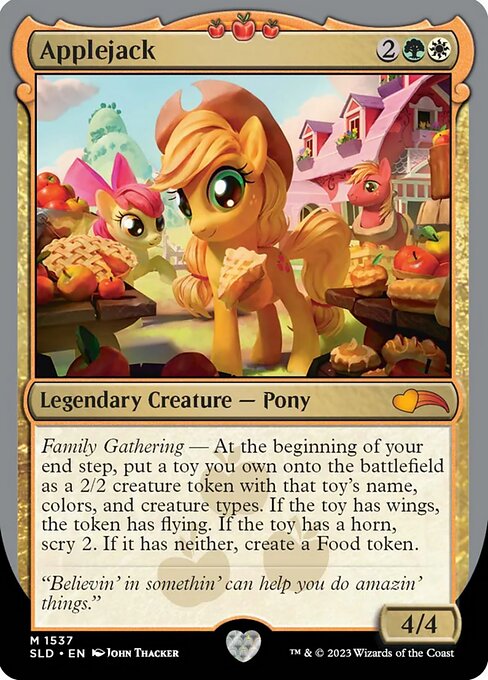 Applejack 2
Legendary Creature — Pony
Family Gathering — At the beginning of your
end step, put a toy you own onto the battlefield
as a 2/2 creature token with that toy's name,
colors, and creature types. If the toy has wings,
the token has flying. If the toy has a horn,
scry 2. If it has neither, create a Food token.
“Believin' in somethin' can help you do amazin'
things.”
4/4
M 1537
SLD • EN John Thacker
™ & © 2023 Wizards of the Coast